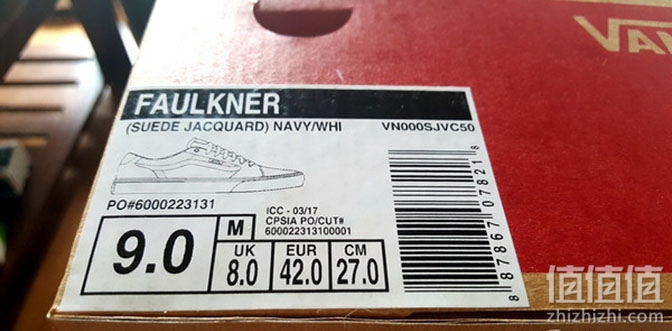 VAN
FAULKNER
(SUEDE JACQUARD) NAVY/WHI VN000SJVC50
PO#6000223131
ICC - 03/17
CPSIA PO/CUT#
600022313100001
9.0
M
UK
8.0
EUR
42.0
CM
27.0
8 87867 07821 8
值值值
zhizhizhi.com